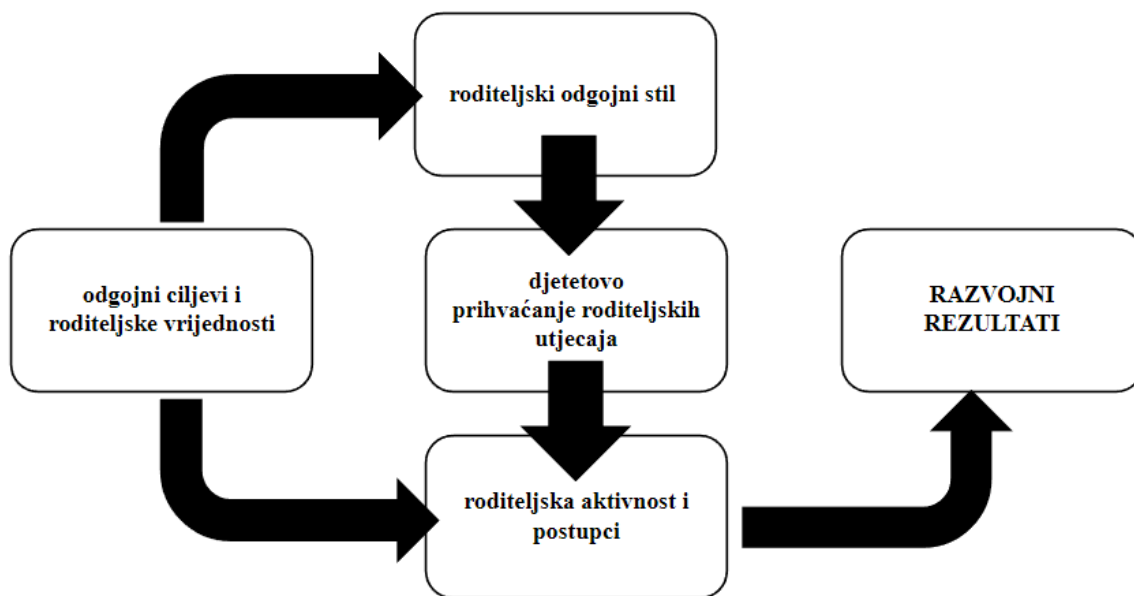 roditeljski odgojni stil
odgojni ciljevi i
roditeljske vrijednosti
djetetovo
prihvaćanje roditeljskih
utjecaja
RAZVOJNI
REZULTATI
roditeljska aktivnost i
postupci